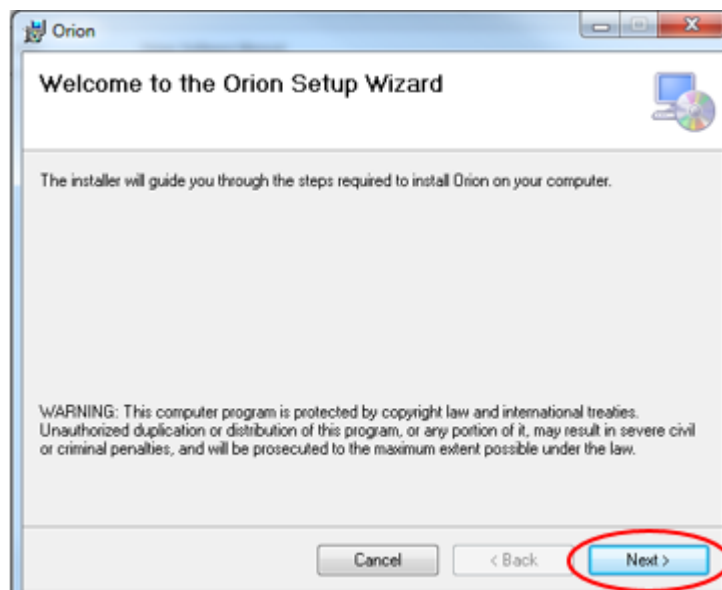 Orion
Welcome to the Orion Setup Wizard
The installer will guide you through the steps required to install Orion on your computer.
WARNING: This computer program is protected by copyright law and international treaties.
Unauthorized duplication or distribution of this program, or any portion of it, may result in severe civil
or criminal penalties, and will be prosecuted to the maximum extent possible under the law.
Cancel < Back Next >